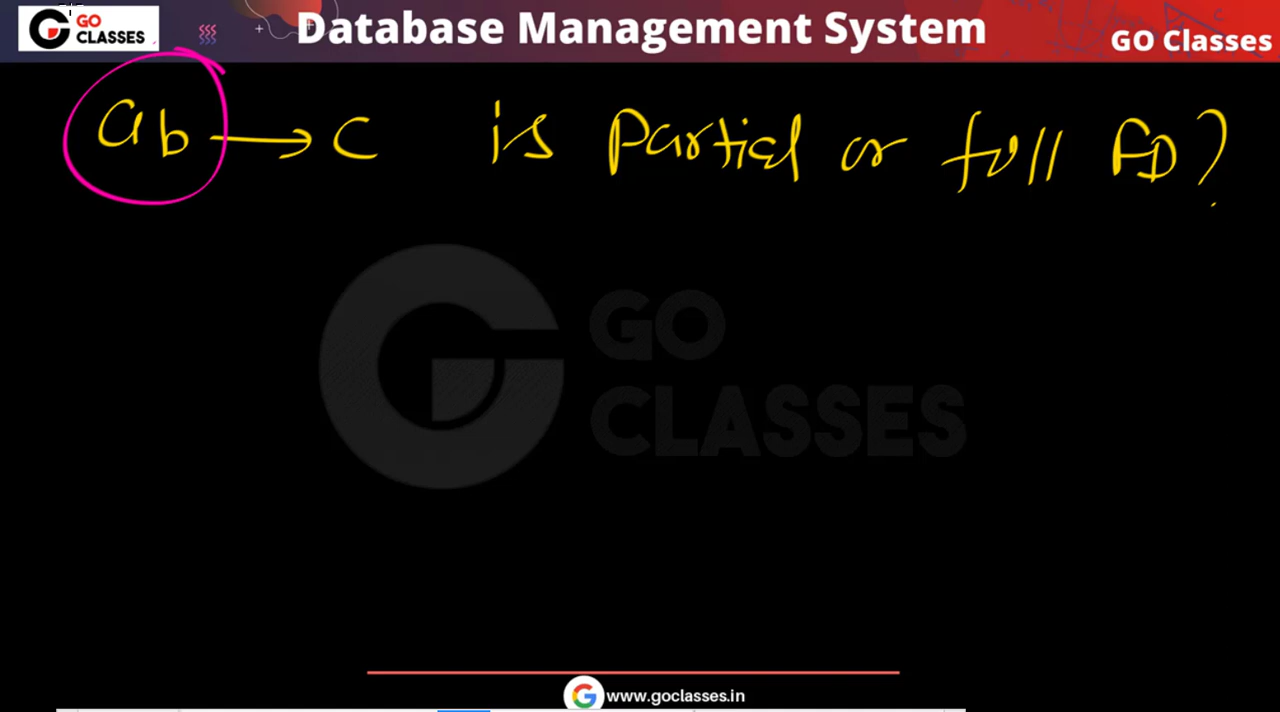 GO
CLASSES
Database Management System
GO Classes
ab → c is partial or full FD?
GO
CLASSES
www.goclasses.in